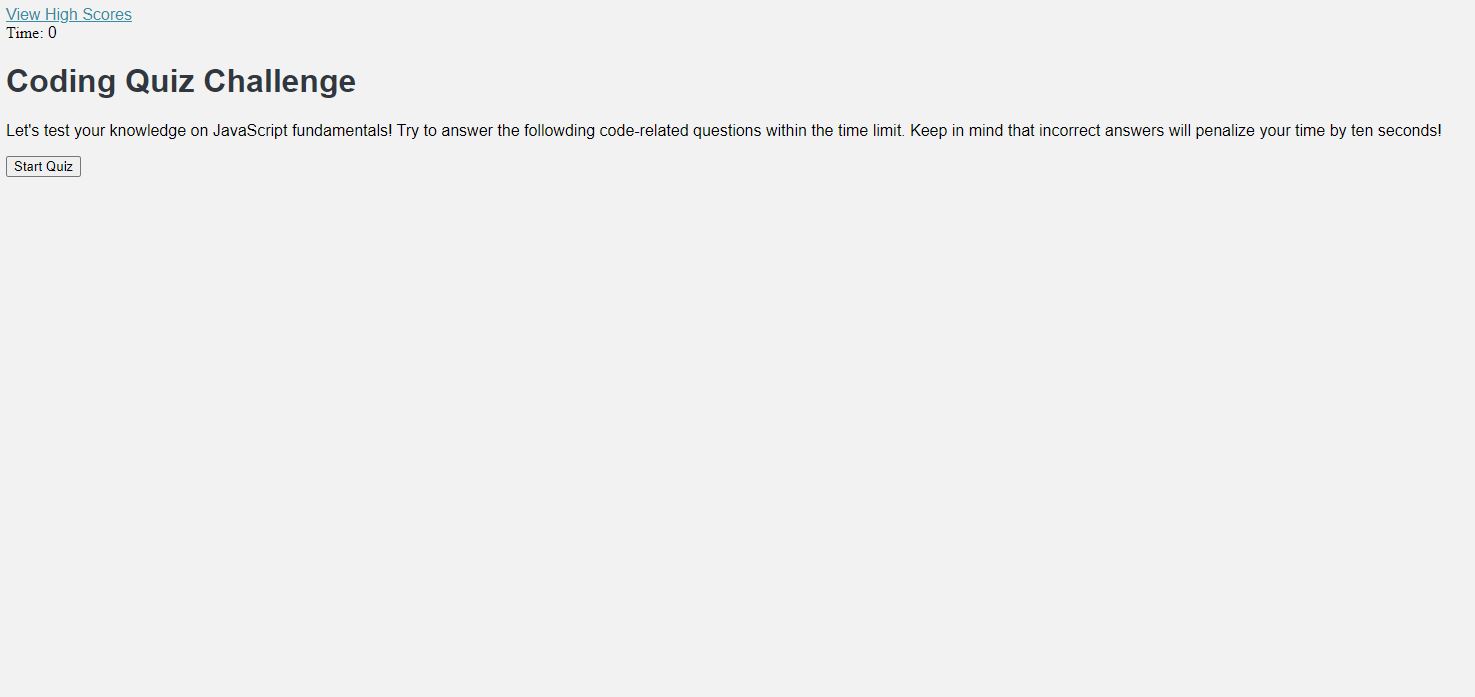 View High Scores
Time: 0
Coding Quiz Challenge
Let's test your knowledge on JavaScript fundamentals! Try to answer the followding code-related questions within the time limit. Keep in mind that incorrect answers will penalize your time by ten seconds!
Start Quiz